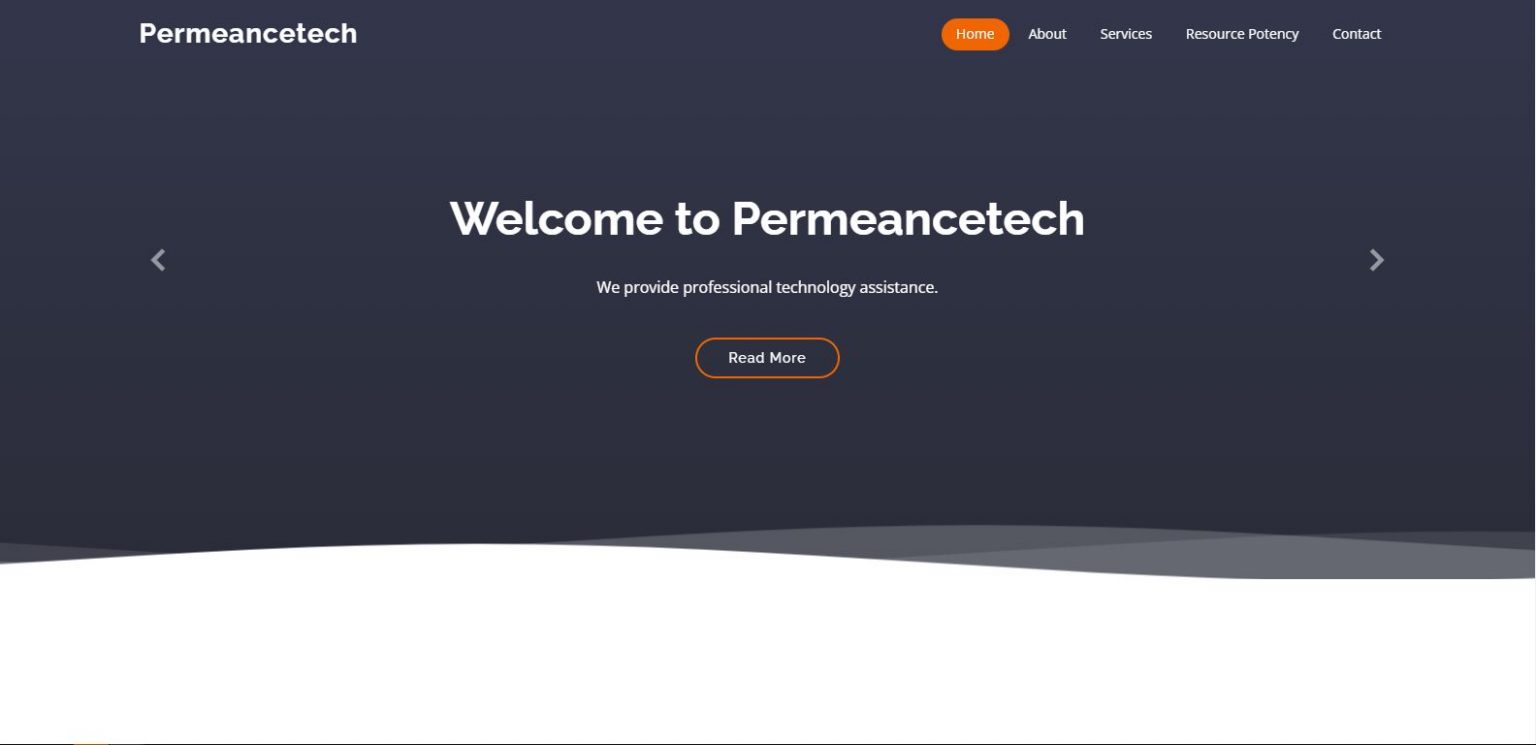 Permeancetech
Home About Services Resource Potency Contact
Welcome to Permeancetech
We provide professional technology assistance.
Read More